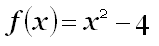 f(x)=x² − 4